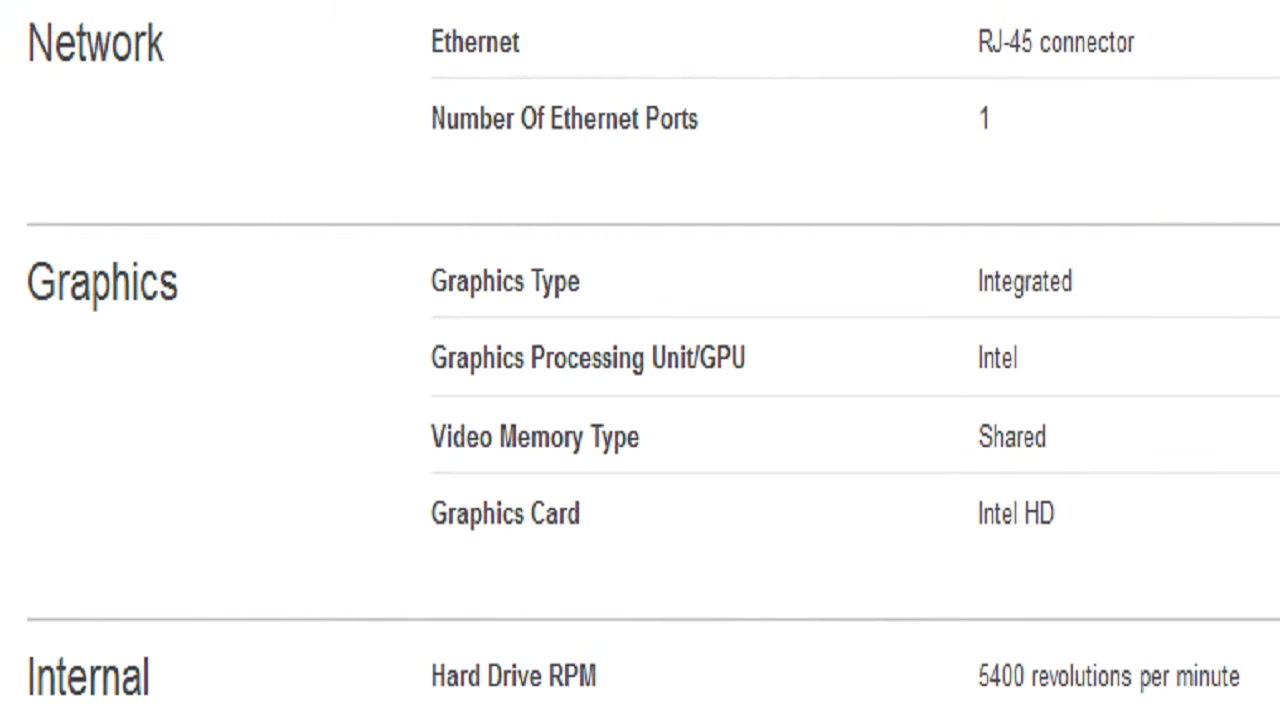 Network Ethernet RJ-45 connector
Number Of Ethernet Ports 1
Graphics Graphics Type Integrated
Graphics Processing Unit/GPU Intel
Video Memory Type Shared
Graphics Card Intel HD
Internal Hard Drive RPM 5400 revolutions per minute